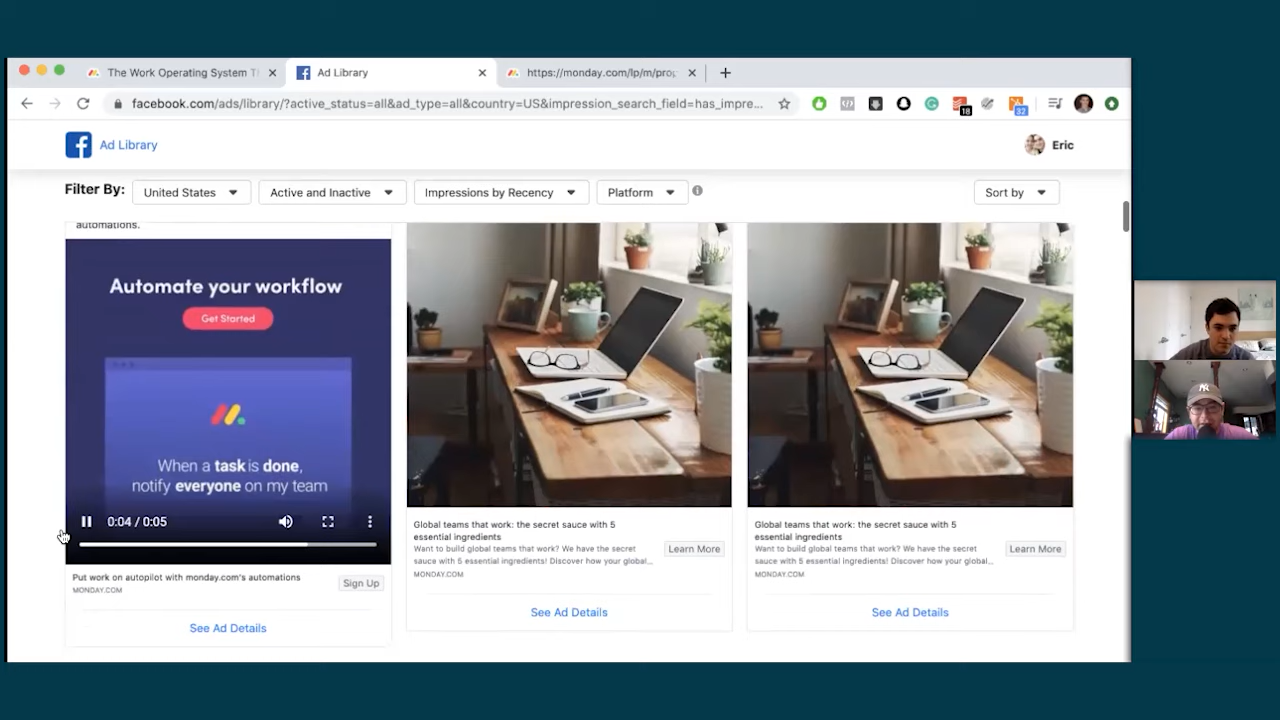 The Work Operating System T
Ad Library
https://monday.com/lp/m/pro
facebook.com/ads/library/?active_status=all&ad_type=all&country=US&impression_search_field=has_impre...
18
32
Ad Library
Eric
Filter By:
United States
Active and Inactive
Impressions by Recency
Platform
Sort by
automations.
Automate your workflow
Get Started
When a task is done,
notify everyone on my team
0:04 / 0:05
Put work on autopilot with monday.com's automations
MONDAY.COM
Sign Up
See Ad Details
Global teams that work: the secret sauce with 5
essential ingredients
Want to build global teams that work? We have the secret
sauce with 5 essential ingredients! Discover how your global...
MONDAY.COM
Learn More
See Ad Details
Global teams that work: the secret sauce with 5
essential ingredients
Want to build global teams that work? We have the secret
sauce with 5 essential ingredients! Discover how your global...
MONDAY.COM
Learn More
See Ad Details